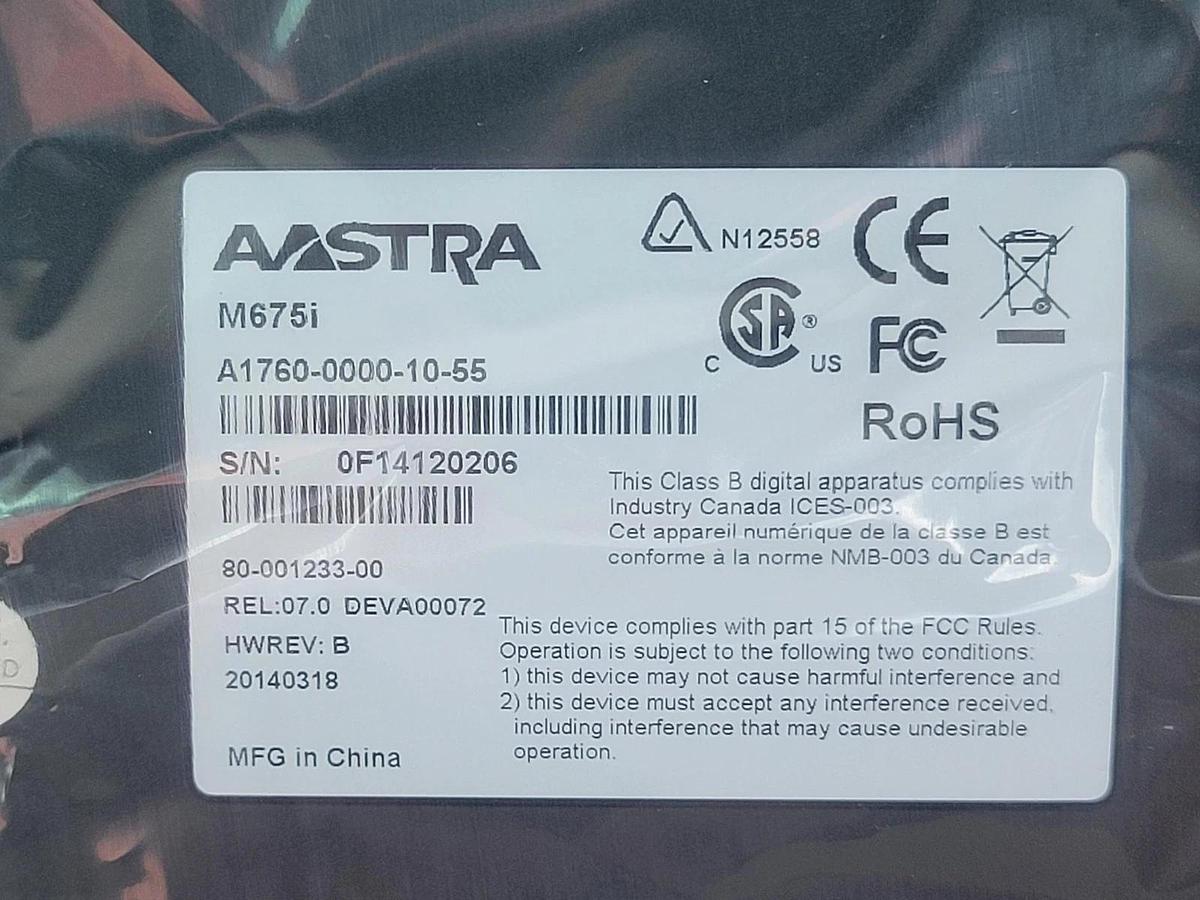 AASTRA
M675i
A1760-0000-10-55
S/N: 0F14120206
80-001233-00
REL:07.0 DEVA00072
HWREV: B
20140318
MFG in China
N12558
CE
CSA ®
C US
FC
RoHS
This Class B digital apparatus complies with
Industry Canada ICES-003.
Cet appareil numérique de la classe B est
conforme à la norme NMB-003 du Canada.
This device complies with part 15 of the FCC Rules.
Operation is subject to the following two conditions:
1) this device may not cause harmful interference and
2) this device must accept any interference received,
including interference that may cause undesirable
operation.
D